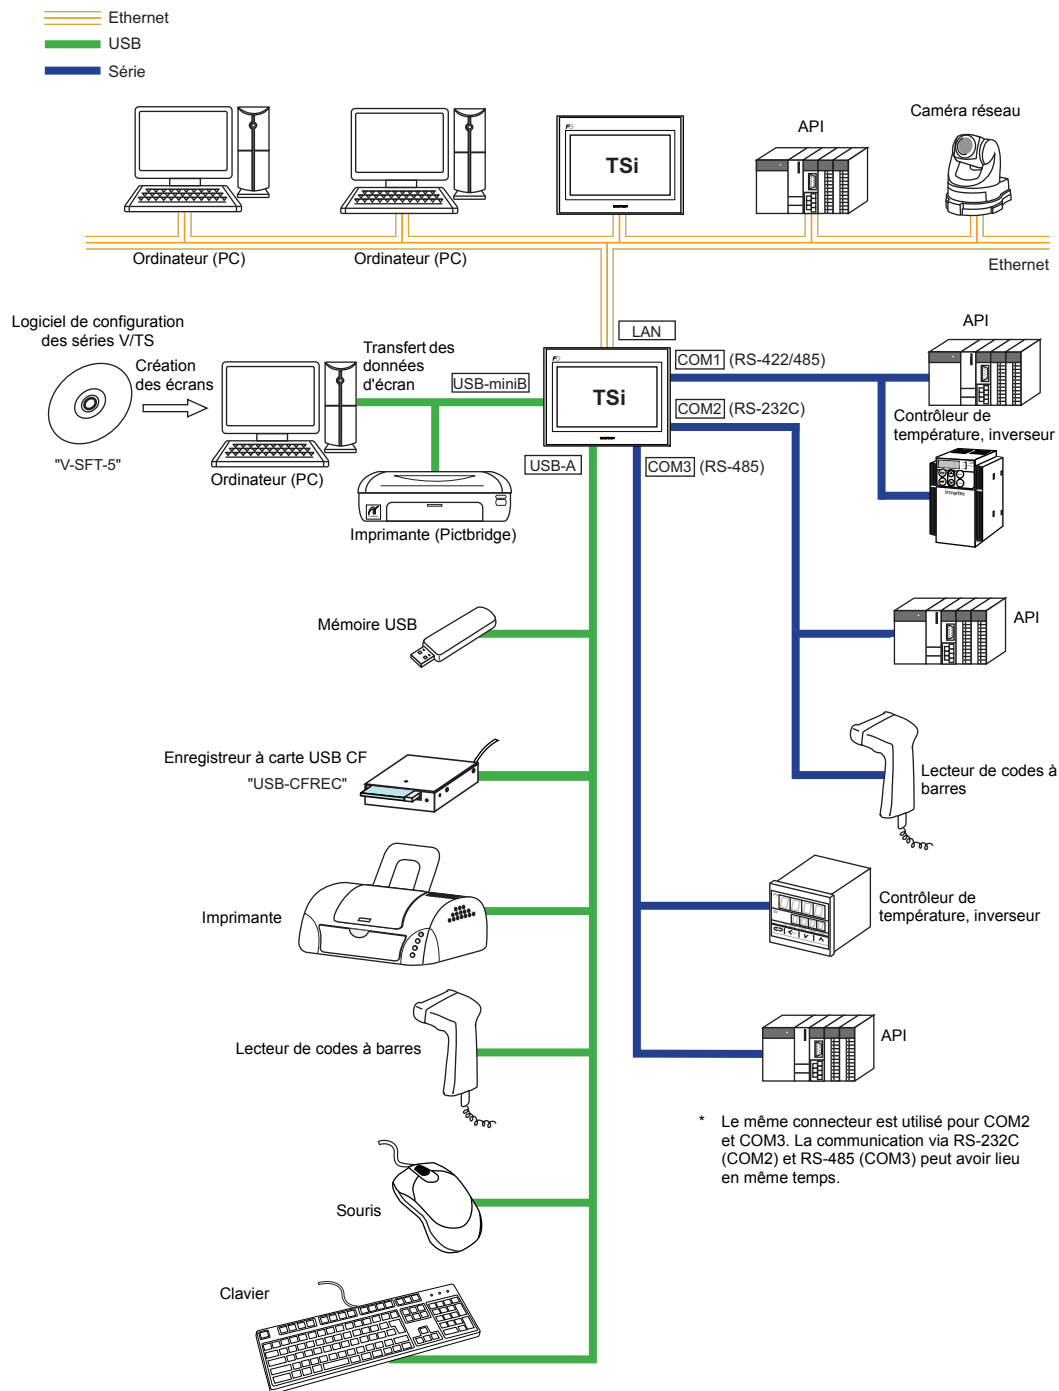 Ethernet
USB
Série
TSi
API
Caméra réseau
Ordinateur (PC)
Ordinateur (PC)
Ethernet
Logiciel de configuration
des séries V/TS
Création
des écrans
"V-SFT-5"
Ordinateur (PC)
Transfert des
données
d'écran
USB-miniB
LAN
TSi
COM1 (RS-422/485)
COM2 (RS-232C)
USB-A
COM3 (RS-485)
API
Contrôleur de
température, inverseur
Inverter
Imprimante (Pictbridge)
Mémoire USB
API
Enregistreur à carte USB CF
"USB-CFREC"
Lecteur de codes à
barres
Imprimante
Contrôleur de
température, inverseur
Lecteur de codes à barres
API
* Le même connecteur est utilisé pour COM2
et COM3. La communication via RS-232C
(COM2) et RS-485 (COM3) peut avoir lieu
en même temps.
Souris
Clavier